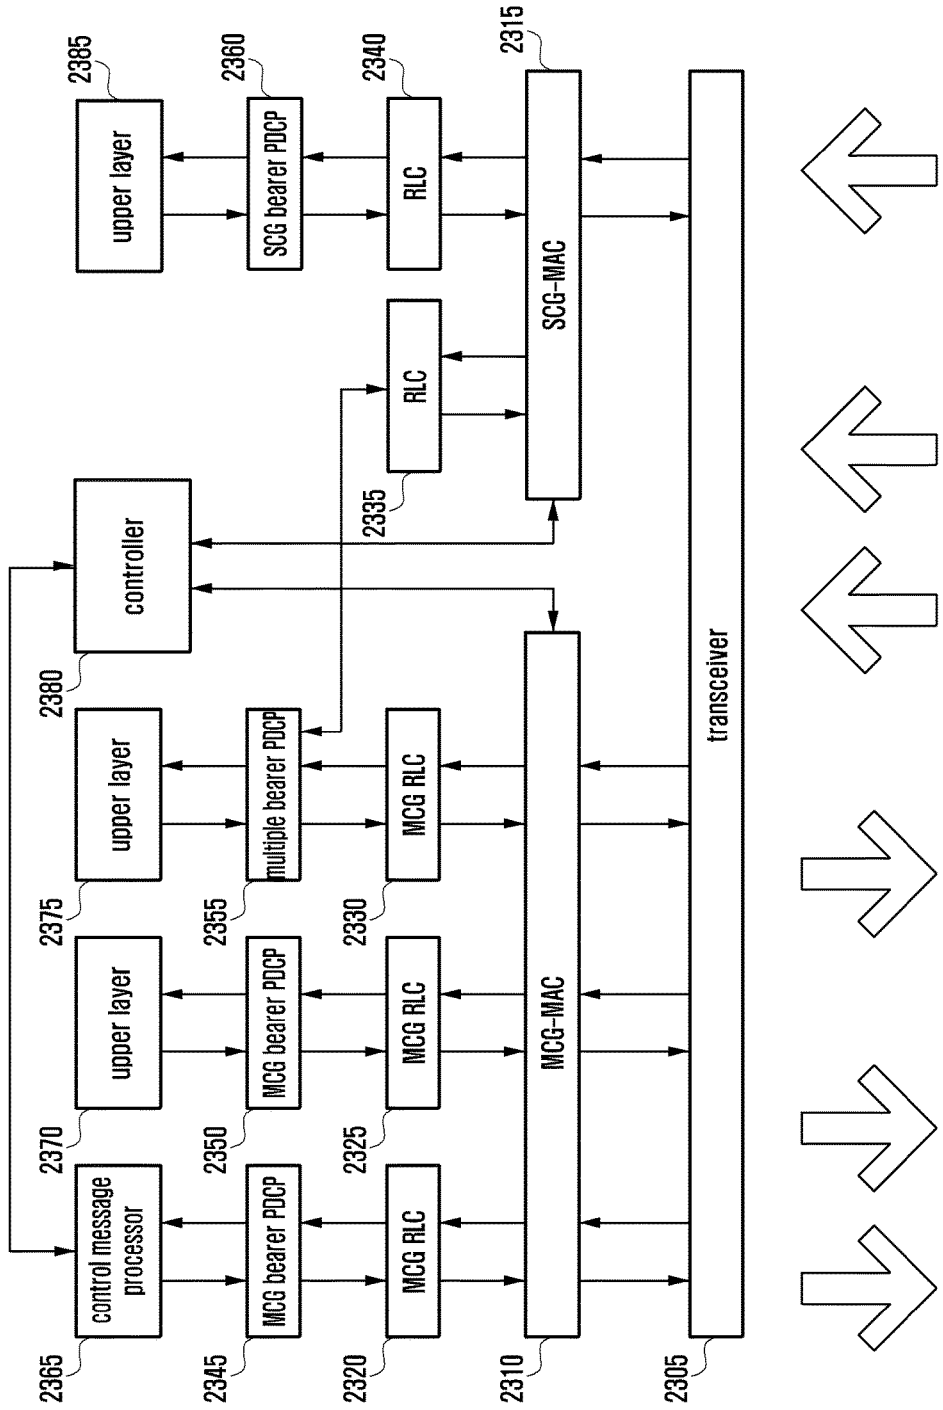 2365
control message
processor
2370
upper layer
2375
upper layer
2380
controller
upper layer
2385
2345
MCG bearer PDCP
2350
MCG bearer PDCP
2355
multiple bearer PDCP
SCG bearer PDCP
2360
2320
MCG RLC
2325
MCG RLC
2330
MCG RLC
2335
RLC
RLC
2340
2310
MCG-MAC
SCG-MAC
2315
2305
transceiver